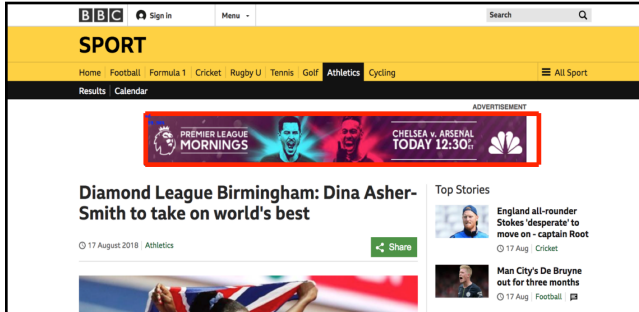 BBC Sign in Menu Search
SPORT
Home Football Formula 1 Cricket Rugby U Tennis Golf Athletics Cycling All Sport
Results Calendar
ADVERTISEMENT
PREMIER LEAGUE
MORNINGS
CHELSEA v. ARSENAL
TODAY 12:30ET
Diamond League Birmingham: Dina Asher-
Smith to take on world's best
17 August 2018 Athletics
Share
Top Stories
England all-rounder
Stokes 'desperate' to
move on - captain Root
17 Aug Cricket
Man City's De Bruyne
out for three months
17 Aug Football